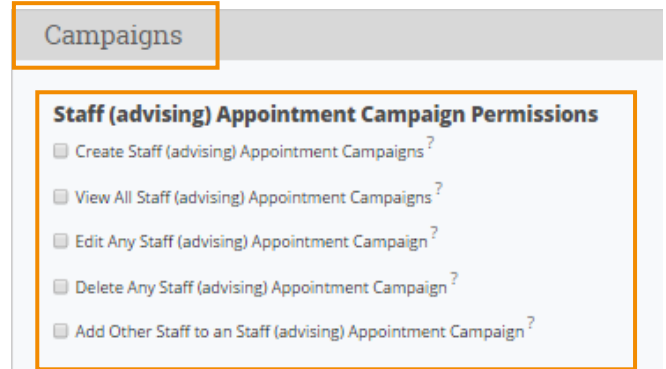 Campaigns
Staff (advising) Appointment Campaign Permissions
Create Staff (advising) Appointment Campaigns?
View All Staff (advising) Appointment Campaigns?
Edit Any Staff (advising) Appointment Campaign?
Delete Any Staff (advising) Appointment Campaign?
Add Other Staff to an Staff (advising) Appointment Campaign?